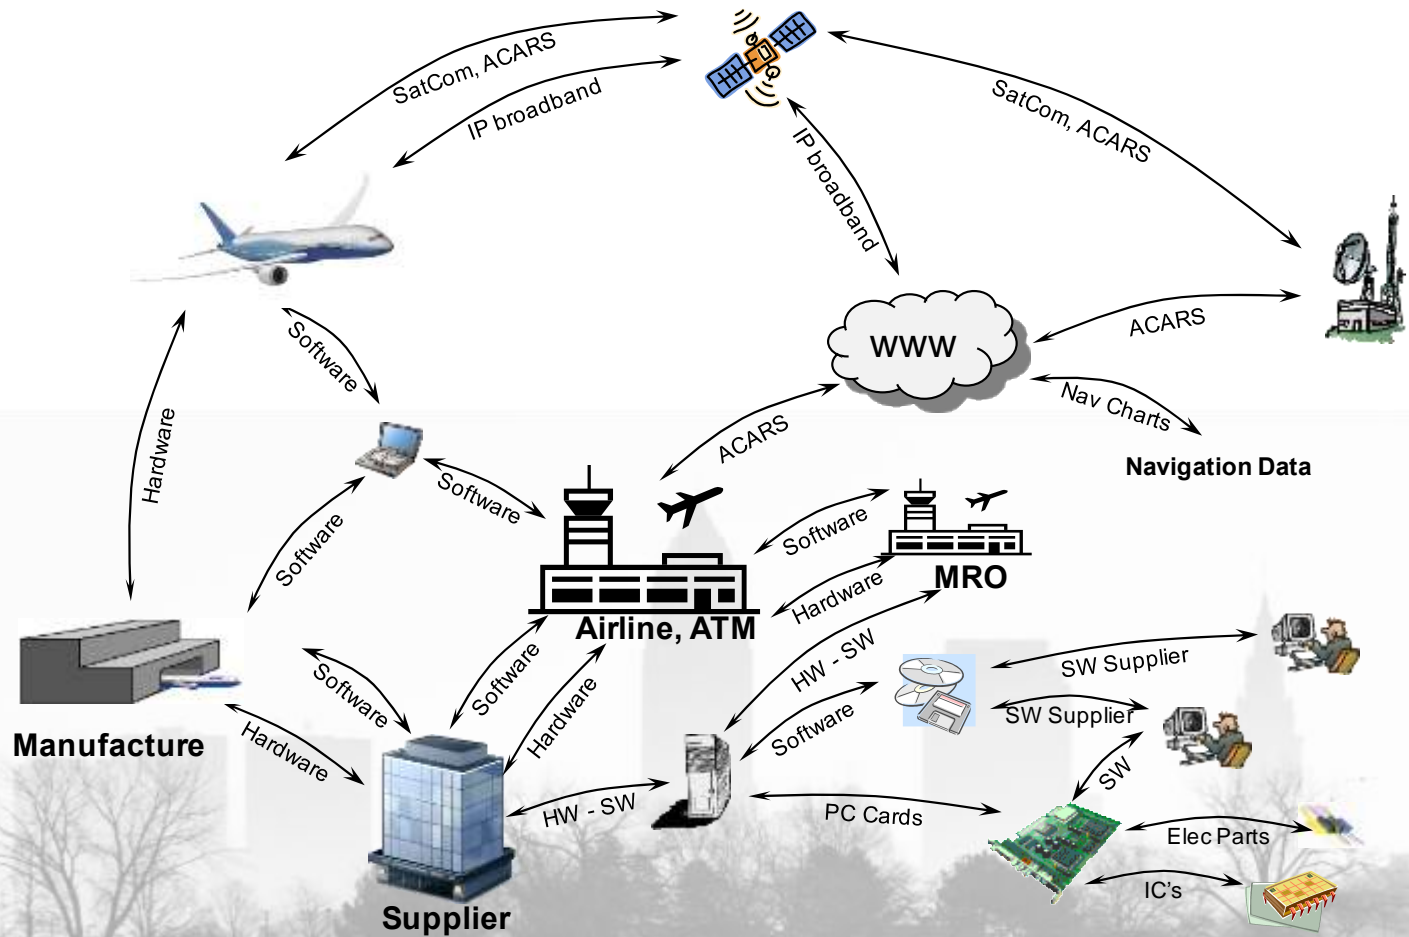 SatCom, ACARS
IP broadband
SatCom, ACARS
IP broadband
WWW
ACARS
Software
Nav Charts
Hardware
ACARS
Navigation Data
Software
Software
Software
MRO
Hardware
Airline, ATM
HW - SW
SW Supplier
Software
Software
Hardware
Software
SW Supplier
Manufacture
Hardware
SW
HW - SW
PC Cards
Elec Parts
IC's
Supplier